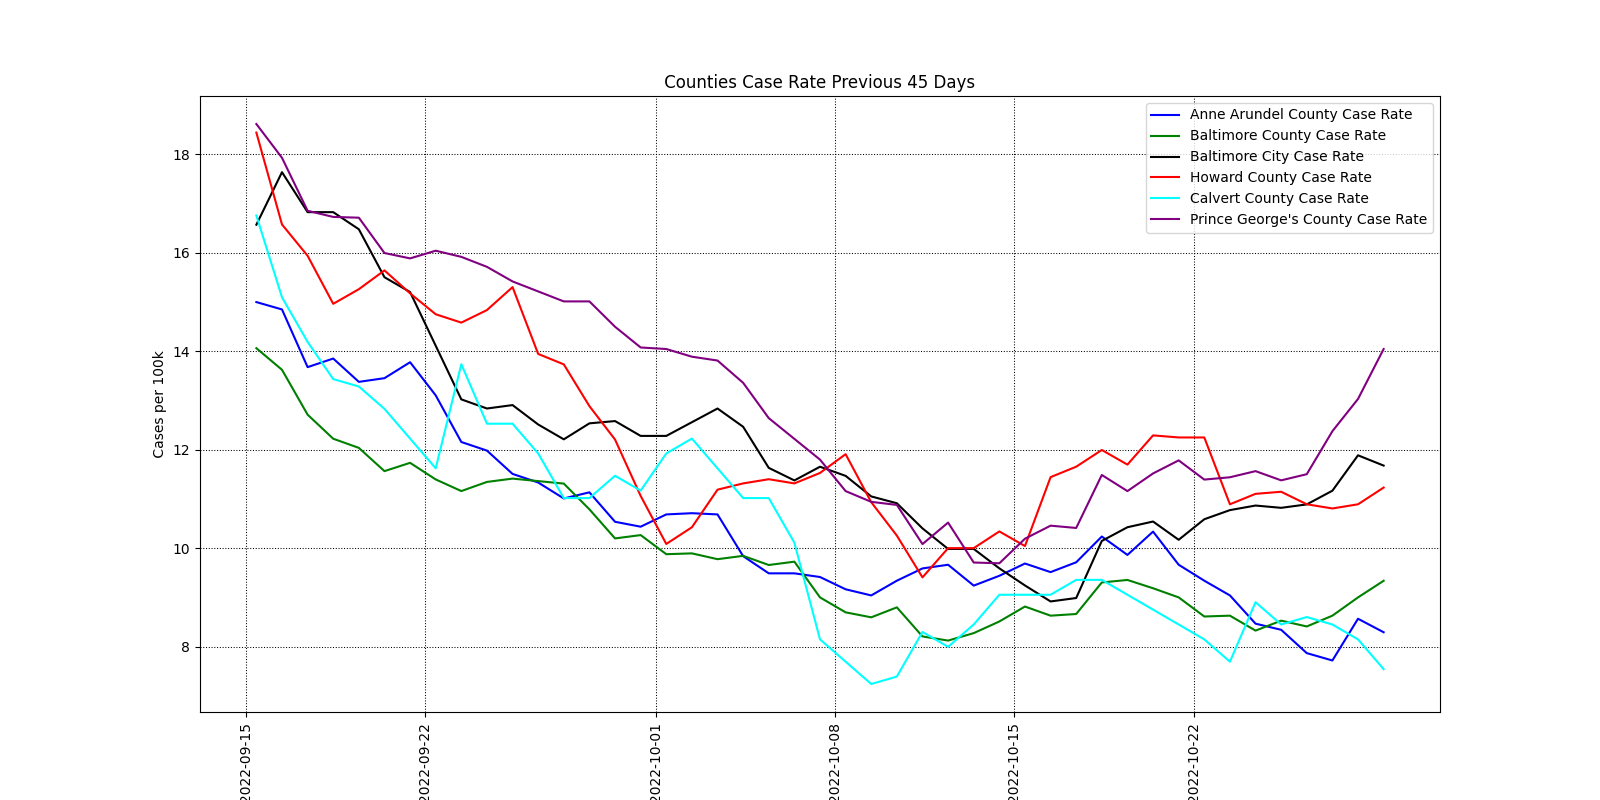 Counties Case Rate Previous 45 Days
Anne Arundel County Case Rate
Baltimore County Case Rate
Baltimore City Case Rate
Howard County Case Rate
Calvert County Case Rate
Prince George's County Case Rate
Cases per 100k
18
16
14
12
10
8
2022-09-15
2022-09-22
2022-10-01
2022-10-08
2022-10-15
2022-10-22